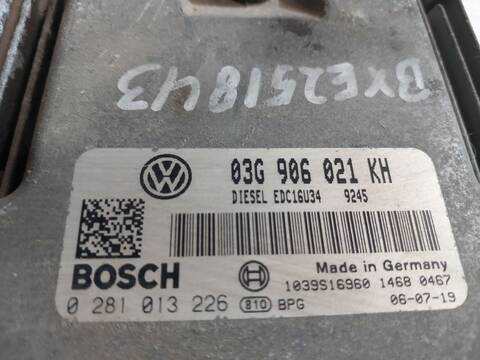 BXE2518U3
03G 906 021 KH
DIESEL EDC16U34 9245
BOSCH
Made in Germany
1039S16960 1468 0467
0 281 013 226 810 BPG 06-07-19